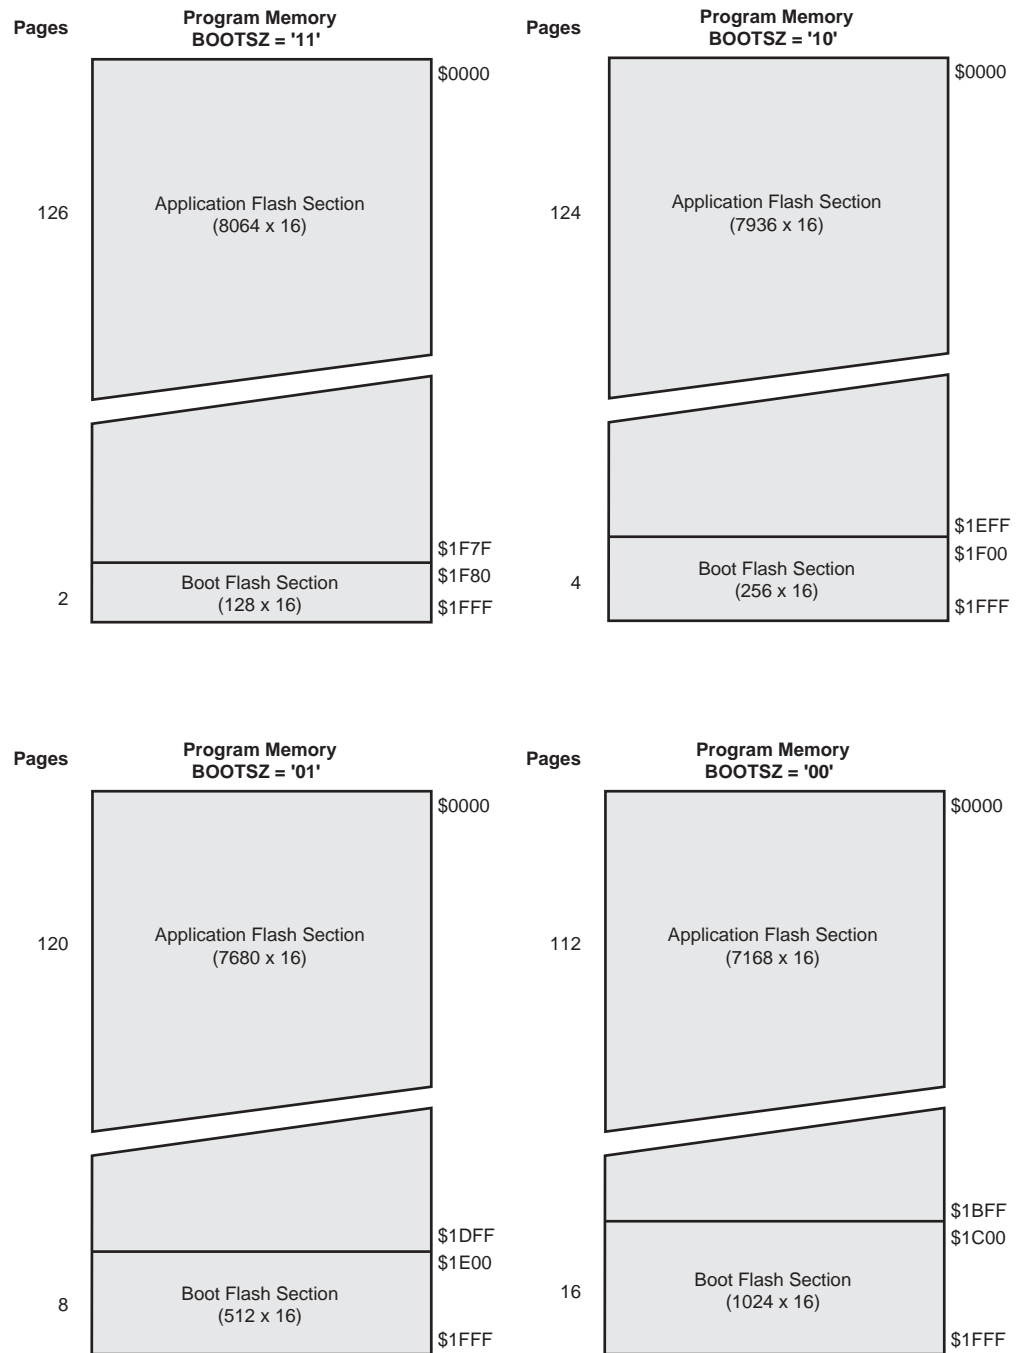 Pages
Program Memory
BOOTSZ = '11'
$0000
126
Application Flash Section
(8064 x 16)
$1F7F
$1F80
2
Boot Flash Section
(128 x 16)
$1FFF
Pages
Program Memory
BOOTSZ = '10'
$0000
124
Application Flash Section
(7936 x 16)
$1EFF
$1F00
4
Boot Flash Section
(256 x 16)
$1FFF
Pages
Program Memory
BOOTSZ = '01'
$0000
120
Application Flash Section
(7680 x 16)
$1DFF
$1E00
8
Boot Flash Section
(512 x 16)
$1FFF
Pages
Program Memory
BOOTSZ = '00'
$0000
112
Application Flash Section
(7168 x 16)
$1BFF
$1C00
16
Boot Flash Section
(1024 x 16)
$1FFF